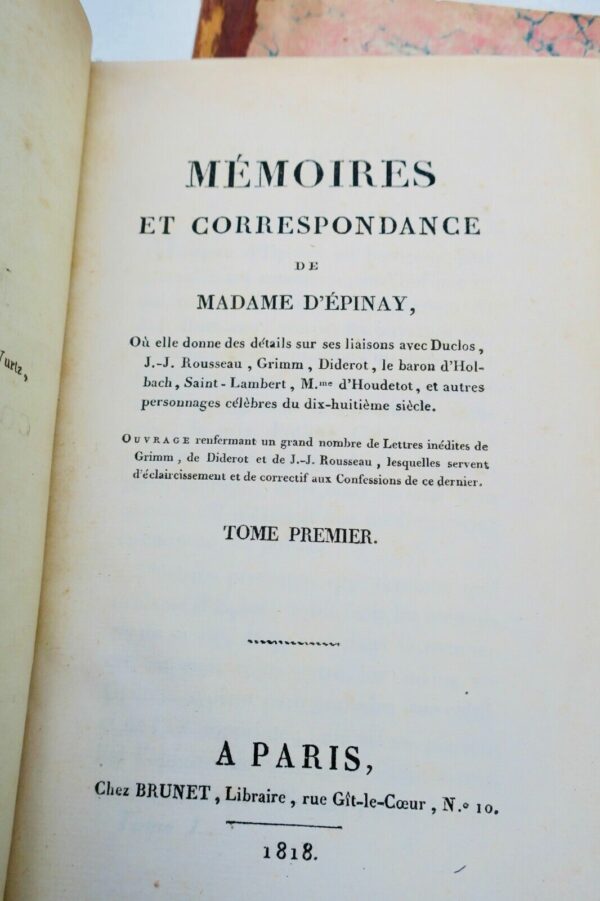 MÉMOIRES
ET CORRESPONDANCE
DE
MADAME D'ÉPINAY,
Où elle donne des détails sur ses liaisons avec Duclos,
J.-J. Rousseau, Grimm, Diderot, le baron d'Hol-
bach, Saint-Lambert, M.me d'Houdetot, et autres
personnages célèbres du dix-huitième siècle.
OUVRAGE renfermant un grand nombre de Lettres inédites de
Grimm, de Diderot et de J.-J. Rousseau, lesquelles servent
d'éclaircissement et de correctif aux Confessions de ce dernier.
TOME PREMIER.
A PARIS,
Chez BRUNET, Libraire, rue Gît-le-Cœur, N.o 10.
1818.